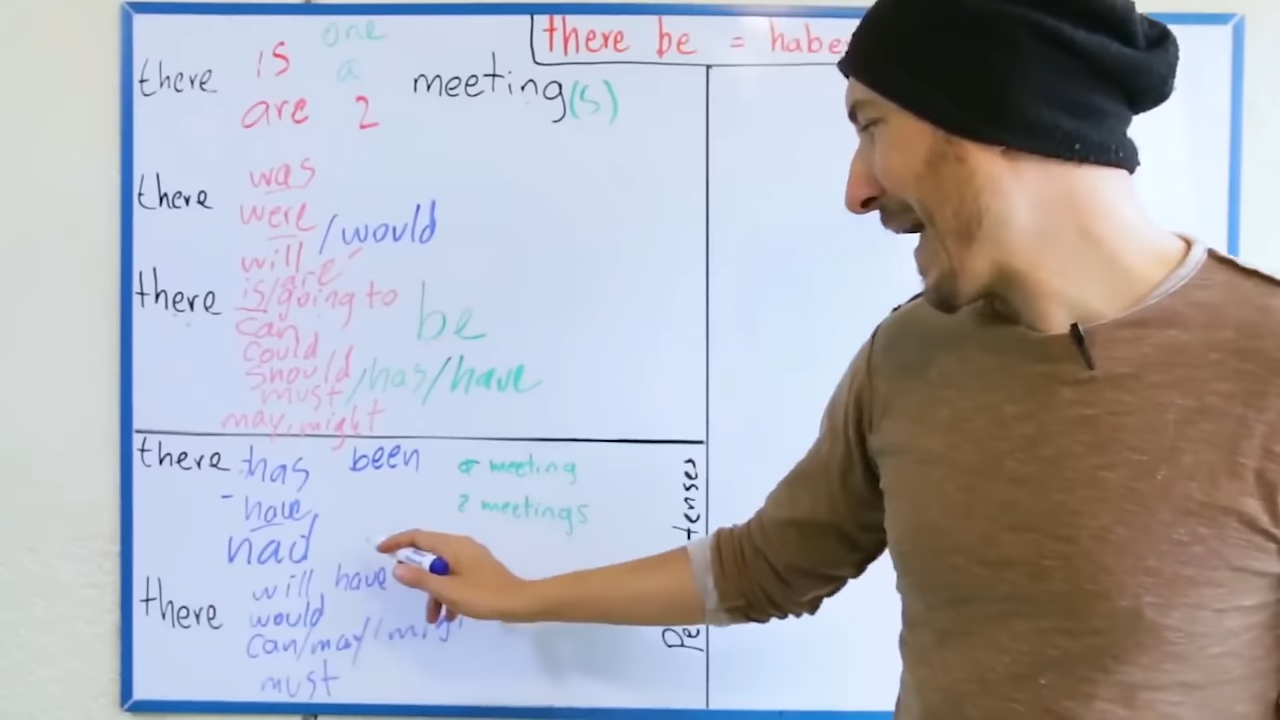 one
there is a meeting(s)
are 2
there be = habe
there was
were
will /would
there is/are going to be
can
could
should /has/have
must
may, might
there has been a meeting
have 2 meetings
had
there will have
would
can/may/
must
tenses